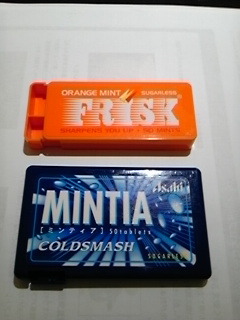 ORANGE MINT SUGARLESS
FRISK
SHARPENS YOU UP - 50 MINTS
Asahi
MINTIA
[ミンティア] 50tablets
COLDSMASH
SUGARLESS